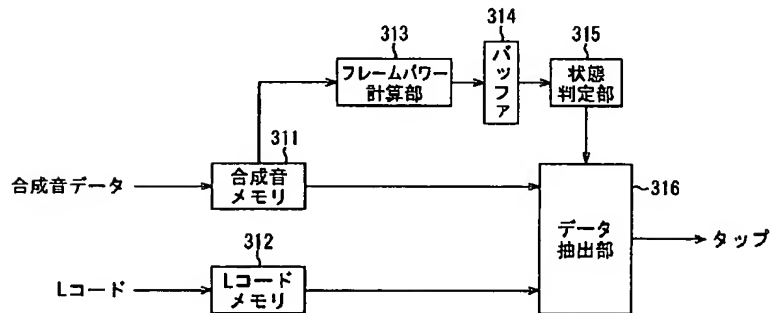 313
フレームパワー
計算部
314
バッファ
315
状態
判定部
311
合成音データ
合成音
メモリ
316
データ
抽出部
タップ
312
Lコード
Lコード
メモリ